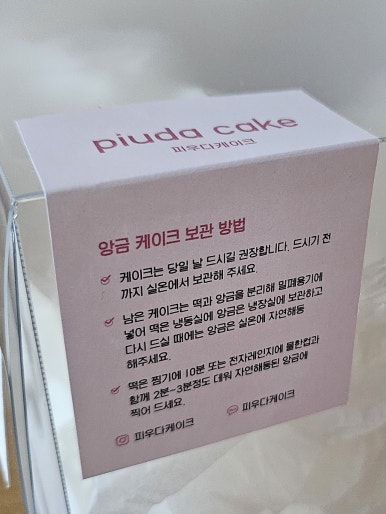 piuda cake
피우다케이크
앙금 케이크 보관 방법
케이크는 당일 날 드시길 권장합니다. 드시기 전
까지 실온에서 보관해 주세요.
남은 케이크는 떡과 앙금을 분리해 밀폐용기에
넣어 떡은 냉동실에 앙금은 냉장실에 보관하고
다시 드실 때에는 앙금은 실온에 자연해동
해주세요.
떡은 찜기에 10분 또는 전자레인지에 물한컵과
함께 2분~3분정도 데워 자연해동된 앙금에
찍어 드세요.
피우다케이크
피우다케이크